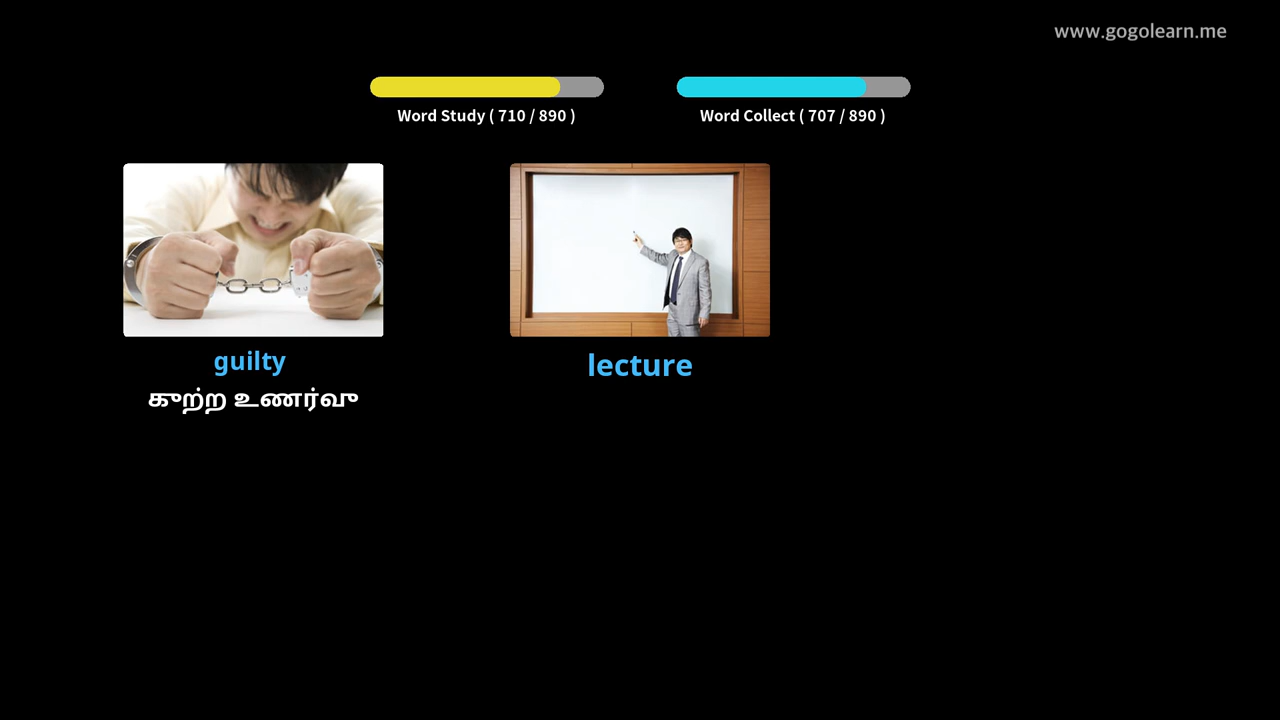 www.gogolearn.me
Word Study ( 710 / 890 )
Word Collect ( 707 / 890 )
guilty
lecture
குற்ற உணர்வு